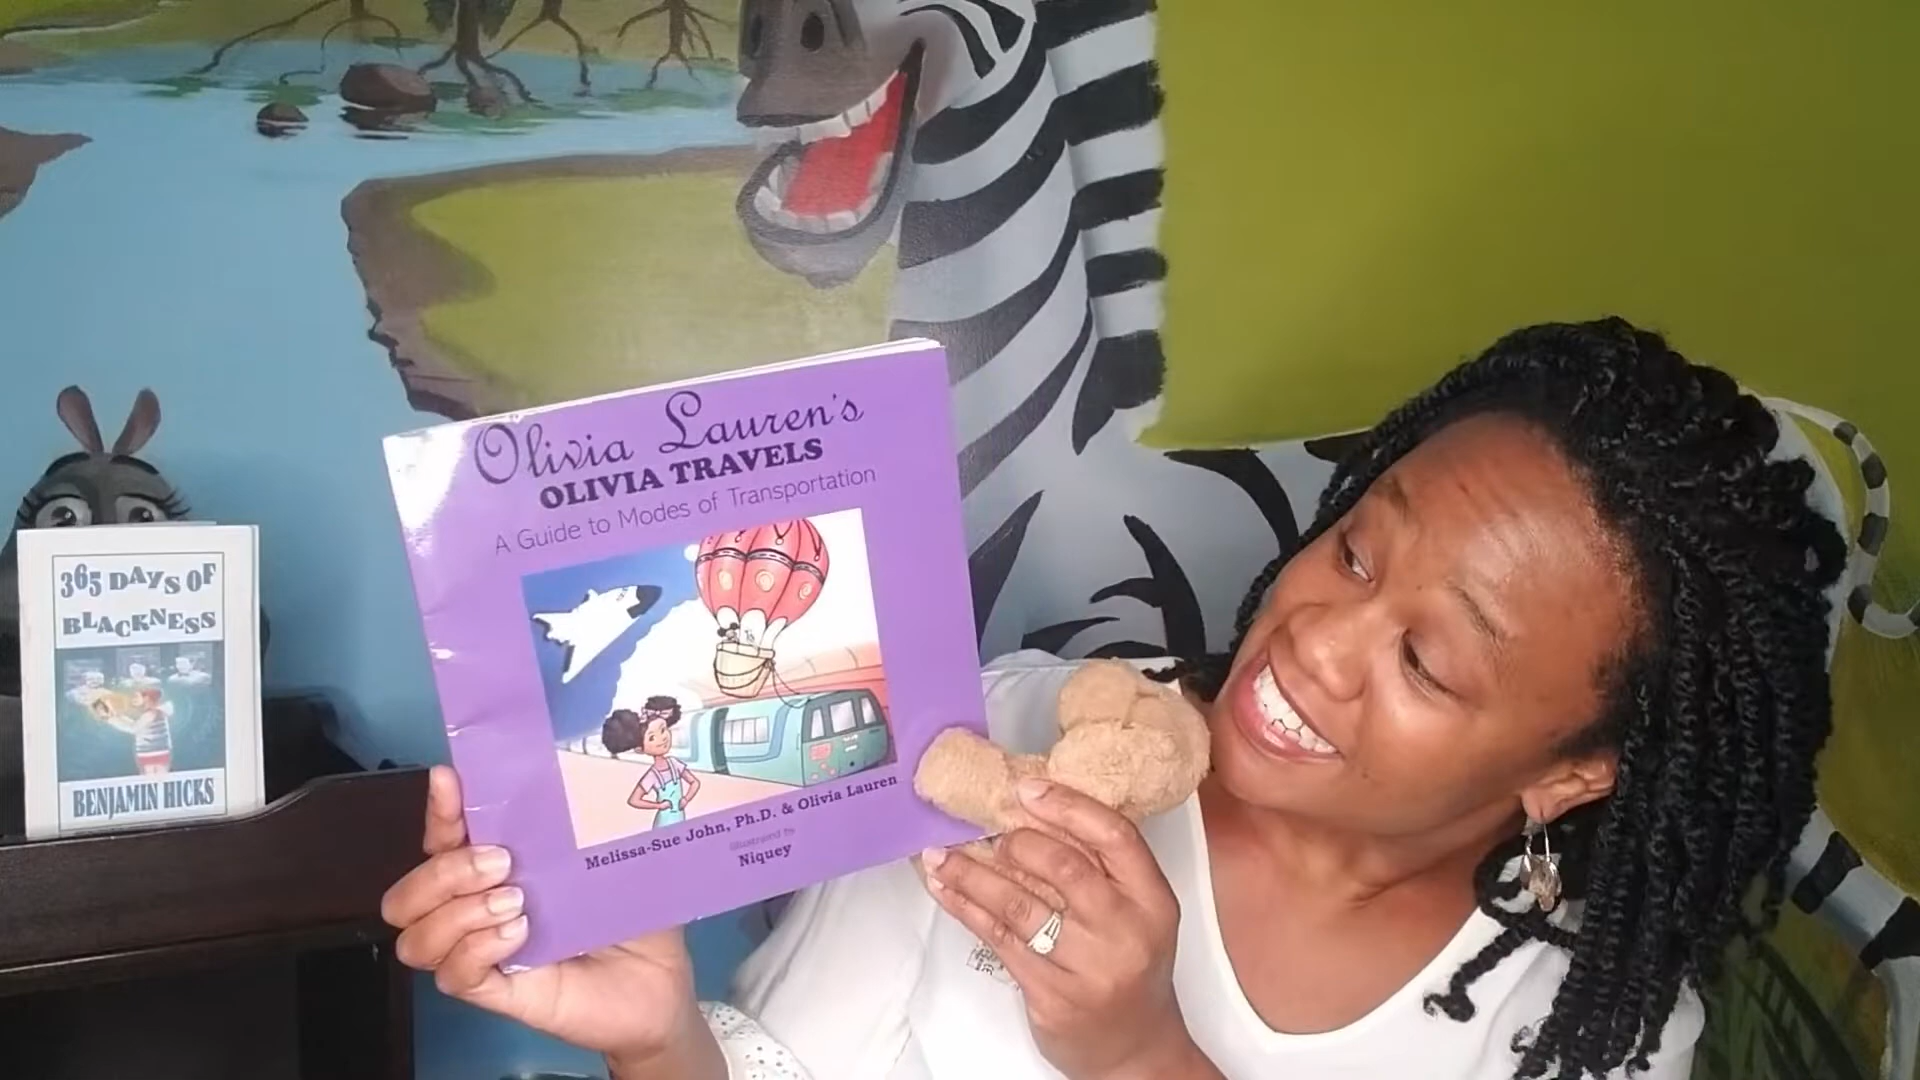 Olivia Lauren's
OLIVIA TRAVELS
A Guide to Modes of Transportation
Melissa-Sue John, Ph.D. & Olivia Lauren
Illustrated by
Niquey
365 DAYS OF
BLACKNESS
BENJAMIN HICKS